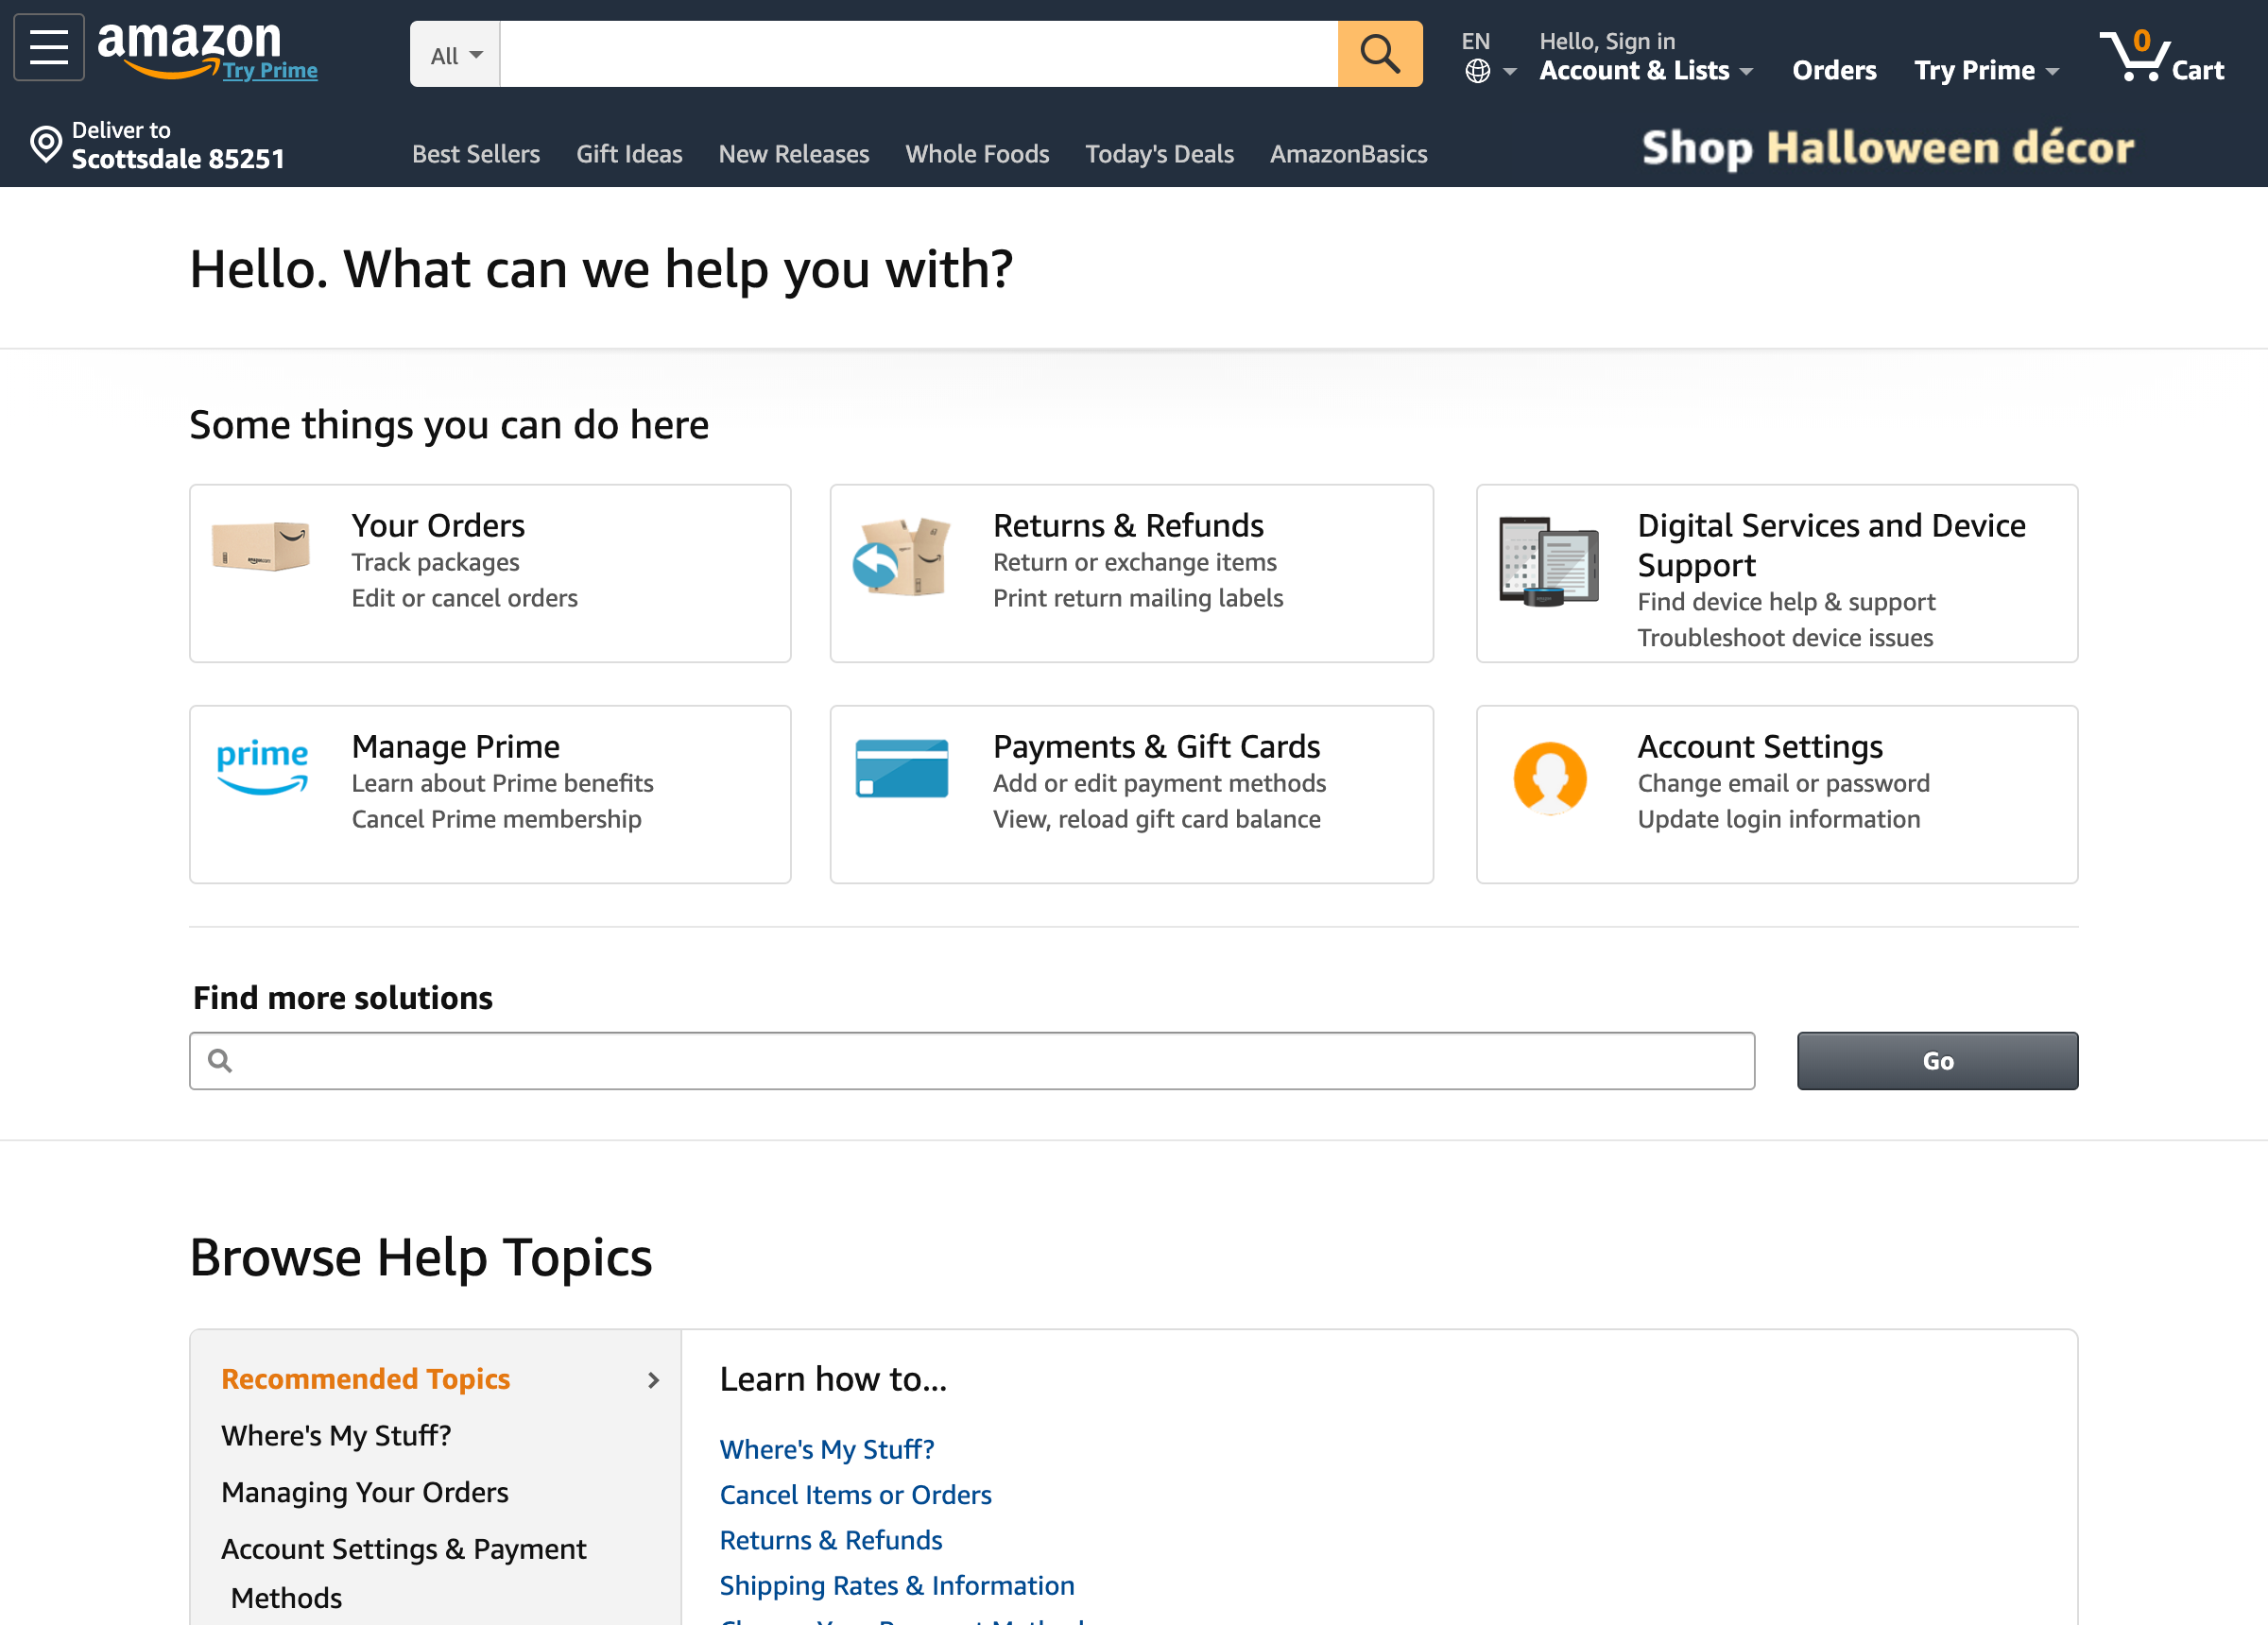 amazon
Try Prime
All
EN
Hello, Sign in
Account & Lists
Orders
Try Prime
0
Cart
Deliver to
Scottsdale 85251
Best Sellers
Gift Ideas
New Releases
Whole Foods
Today's Deals
AmazonBasics
Shop Halloween décor
Hello. What can we help you with?
Some things you can do here
Your Orders
Track packages
Edit or cancel orders
Returns & Refunds
Return or exchange items
Print return mailing labels
Digital Services and Device
Support
Find device help & support
Troubleshoot device issues
prime
Manage Prime
Learn about Prime benefits
Cancel Prime membership
Payments & Gift Cards
Add or edit payment methods
View, reload gift card balance
Account Settings
Change email or password
Update login information
Find more solutions
Go
Browse Help Topics
Recommended Topics
Where's My Stuff?
Managing Your Orders
Account Settings & Payment
Methods
Learn how to...
Where's My Stuff?
Cancel Items or Orders
Returns & Refunds
Shipping Rates & Information